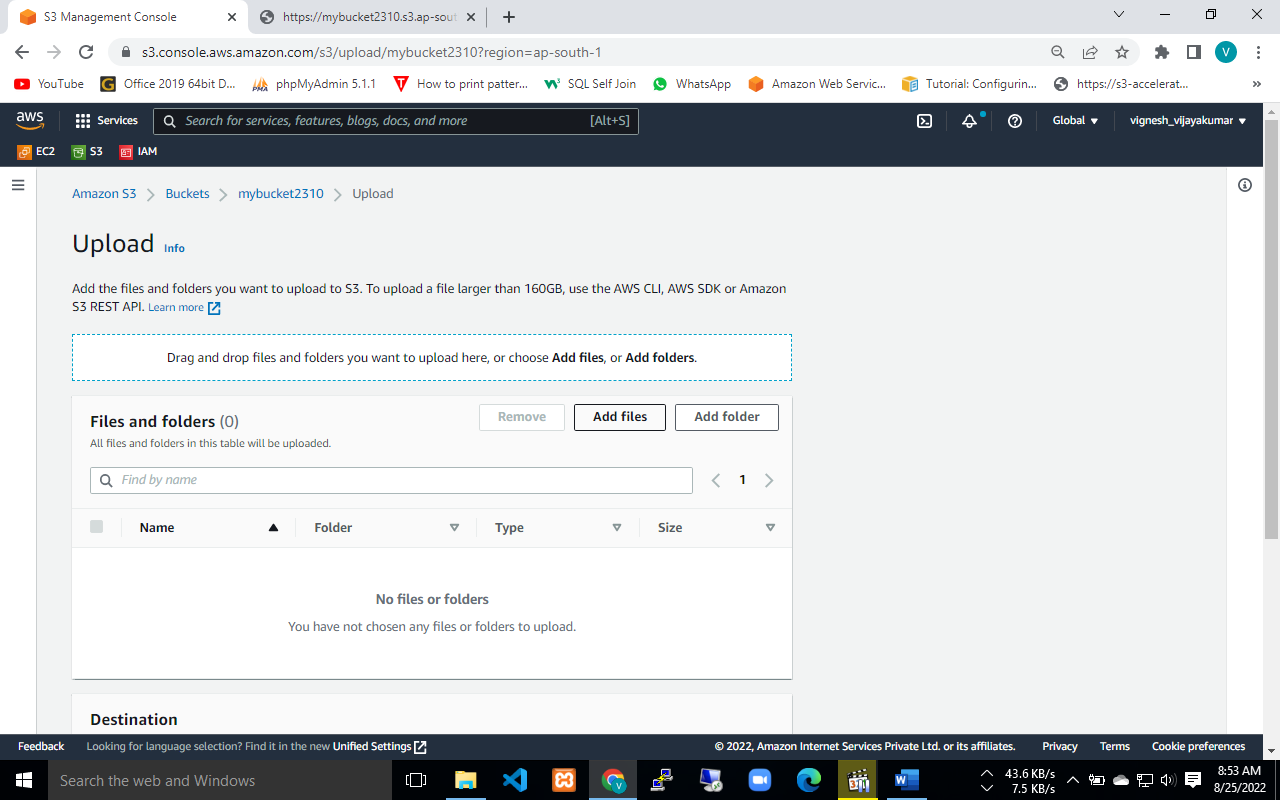 S3 Management Console
https://mybucket2310.s3.ap-sout
s3.console.aws.amazon.com/s3/upload/mybucket2310?region=ap-south-1
V
YouTube
G Office 2019 64bit D...
PMA phpMyAdmin 5.1.1
T How to print patter...
W3 SQL Self Join
WhatsApp
Amazon Web Servic...
Tutorial: Configurin...
https://s3-accelerat...
»
aws
Services
Search for services, features, blogs, docs, and more [Alt+S]
Global
vignesh_vijayakumar
EC2 S3 IAM
Amazon S3 Buckets mybucket2310 Upload
Upload Info
Add the files and folders you want to upload to S3. To upload a file larger than 160GB, use the AWS CLI, AWS SDK or Amazon
S3 REST API. Learn more
Drag and drop files and folders you want to upload here, or choose Add files, or Add folders.
Files and folders (0)
Remove Add files Add folder
All files and folders in this table will be uploaded.
Find by name
1
Name Folder Type Size
No files or folders
You have not chosen any files or folders to upload.
Destination
Feedback Looking for language selection? Find it in the new Unified Settings
© 2022, Amazon Internet Services Private Ltd. or its affiliates. Privacy Terms Cookie preferences
Search the web and Windows
V
W
43.6 KB/s
7.5 KB/s
8:53 AM
8/25/2022